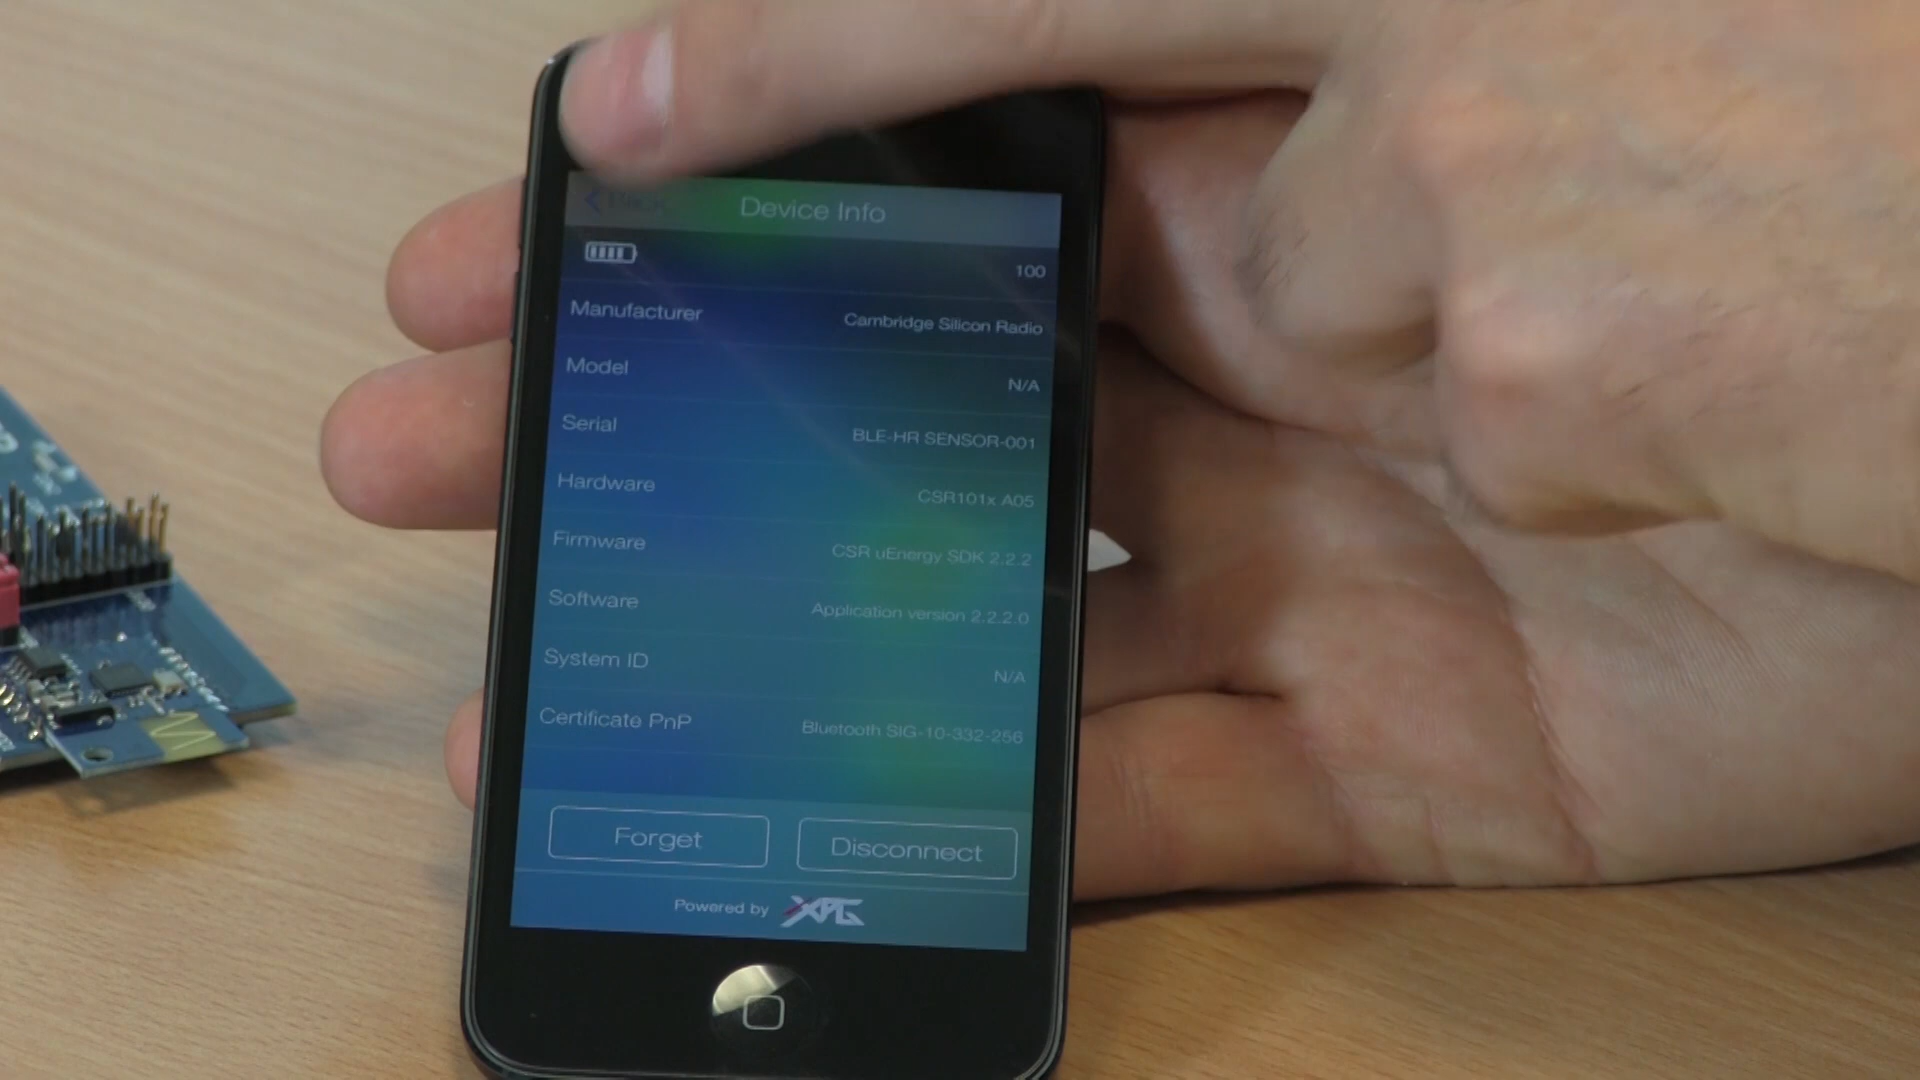 Back
Device Info
100
Manufacturer Cambridge Silicon Radio
Model N/A
Serial BLE-HR SENSOR-001
Hardware CSR101x A05
Firmware CSR uEnergy SDK 2.2.2
Software Application version 2.2.2.0
System ID N/A
Certificate PnP Bluetooth SIG-10-332-256
Forget Disconnect
Powered by XPG